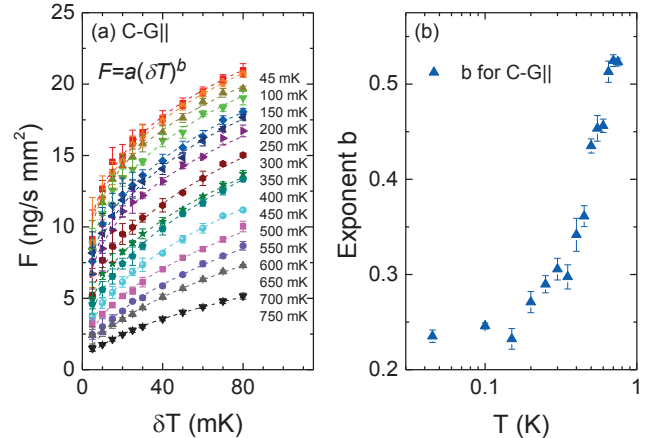 (a) C-G||
F=a(δT)^b
45 mK
100 mK
150 mK
200 mK
250 mK
300 mK
350 mK
400 mK
450 mK
500 mK
550 mK
600 mK
650 mK
700 mK
750 mK
25
20
15
10
5
0
F (ng/s mm²)
0
40
80
δT (mK)
(b)
b for C-G||
0.5
0.4
0.3
0.2
Exponent b
0.1
1
T (K)